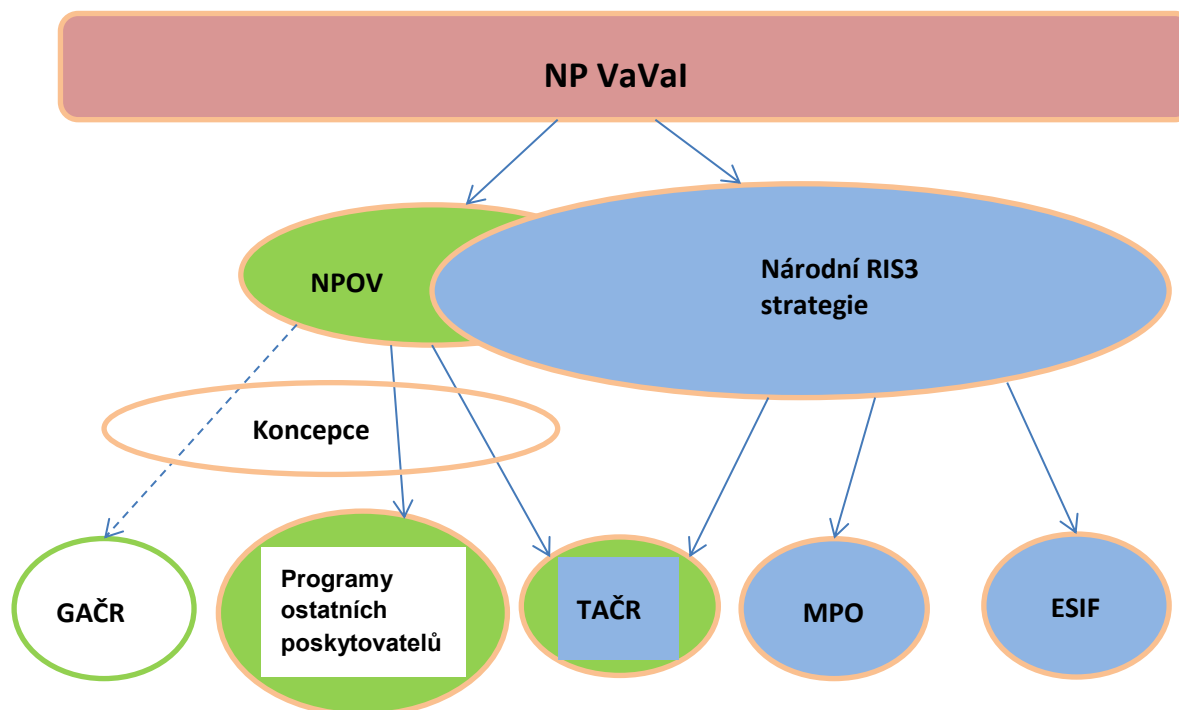 NP VaVaI
NPOV
Národní RIS3
strategie
Koncepce
GAČR
Programy
ostatních
poskytovatelů
TAČR
MPO
ESIF